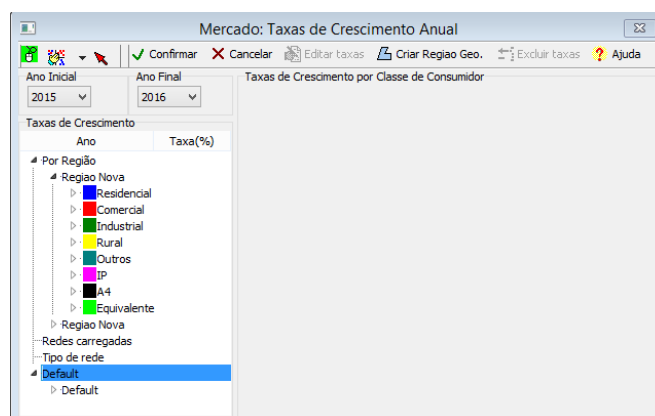 Mercado: Taxas de Crescimento Anual
Confirmar Cancelar Editar taxas Criar Regiao Geo. Excluir taxas Ajuda
Ano Inicial Ano Final Taxas de Crescimento por Classe de Consumidor
2015 2016
Taxas de Crescimento
Ano Taxa(%)
Por Região
Regiao Nova
Residencial
Comercial
Industrial
Rural
Outros
IP
A4
Equivalente
Regiao Nova
Redes carregadas
Tipo de rede
Default
Default